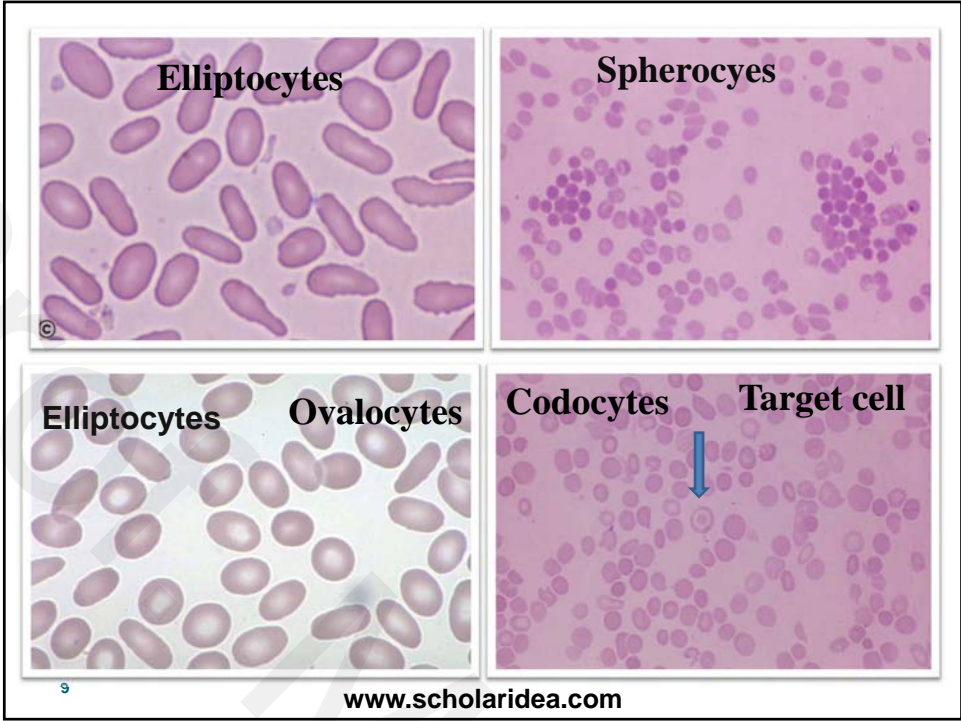 Elliptocytes
Spherocyes
©
Elliptocytes Ovalocytes
Codocytes Target cell
9
www.scholaridea.com